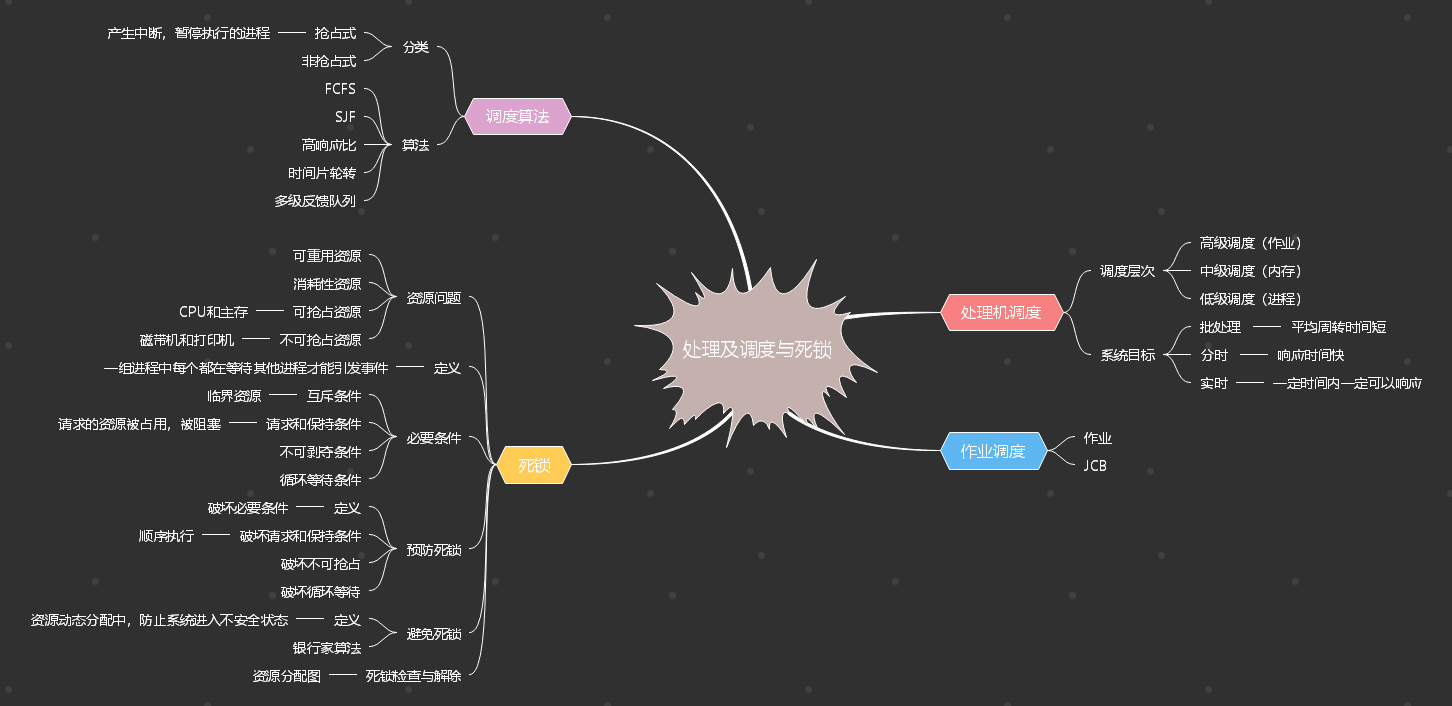 处理及调度与死锁
调度算法
分类
抢占式
产生中断，暂停执行的进程
非抢占式
算法
FCFS
SJF
高响应比
时间片轮转
多级反馈队列
死锁
资源问题
可重用资源
消耗性资源
可抢占资源
CPU和主存
不可抢占资源
磁带机和打印机
定义
一组进程中每个都在等待其他进程才能引发事件
必要条件
互斥条件
临界资源
请求和保持条件
请求的资源被占用，被阻塞
不可剥夺条件
循环等待条件
预防死锁
定义
破坏必要条件
破坏请求和保持条件
顺序执行
破坏不可抢占
破坏循环等待
避免死锁
定义
资源动态分配中，防止系统进入不安全状态
银行家算法
死锁检查与解除
资源分配图
处理机调度
调度层次
高级调度（作业）
中级调度（内存）
低级调度（进程）
系统目标
批处理
平均周转时间短
分时
响应时间快
实时
一定时间内一定可以响应
作业调度
作业
JCB